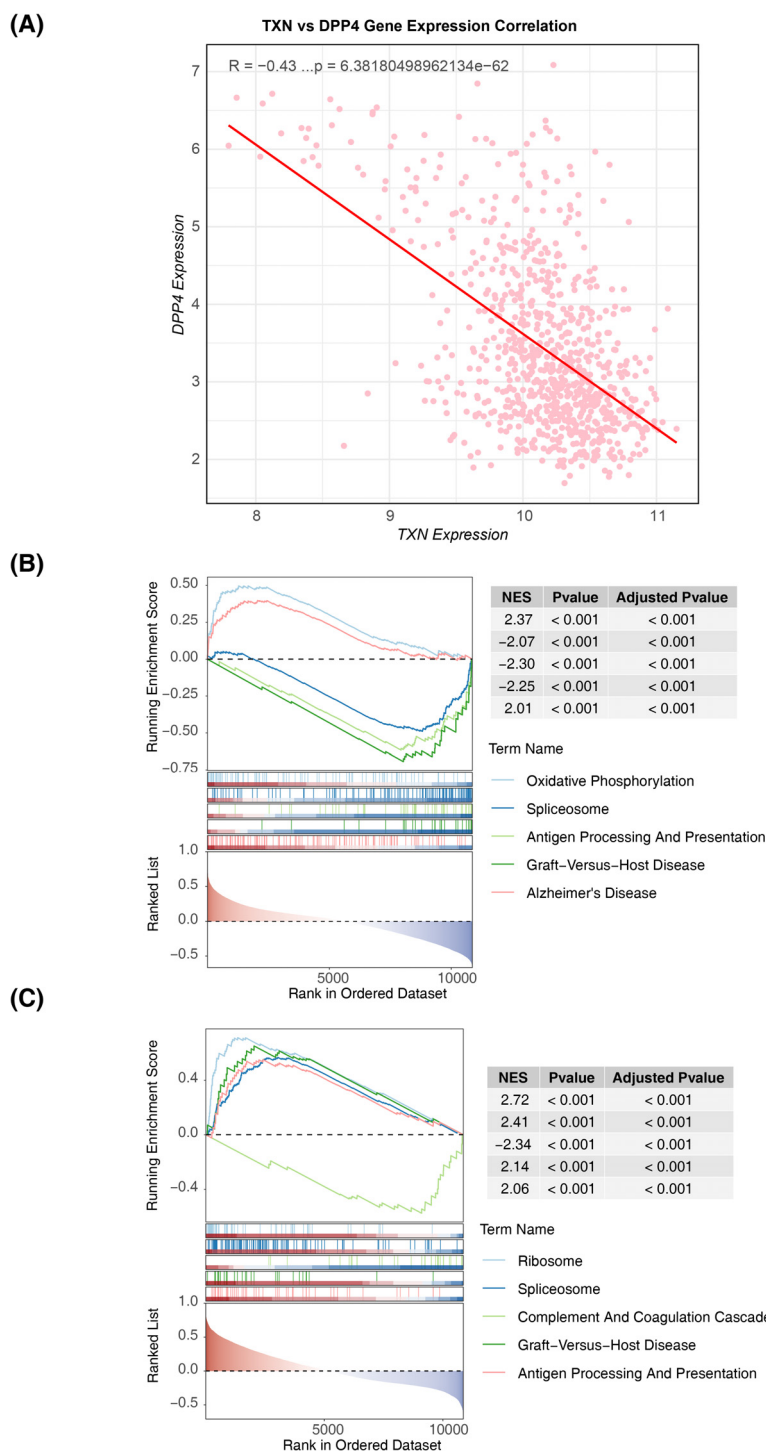 (A)
TXN vs DPP4 Gene Expression Correlation
R = −0.43 ...p = 6.38180498962134e−62
7
6
5
4
3
2
DPP4 Expression
8 9 10 11
TXN Expression
(B)
0.50
0.25
0.00
−0.25
−0.50
−0.75
Running Enrichment Score
NES Pvalue Adjusted Pvalue
2.37 < 0.001 < 0.001
−2.07 < 0.001 < 0.001
−2.30 < 0.001 < 0.001
−2.25 < 0.001 < 0.001
2.01 < 0.001 < 0.001
Term Name
Oxidative Phosphorylation
Spliceosome
Antigen Processing And Presentation
Graft−Versus−Host Disease
Alzheimer's Disease
1.0
0.5
0.0
−0.5
Ranked List
5000 10000
Rank in Ordered Dataset
(C)
0.4
0.0
−0.4
Running Enrichment Score
NES Pvalue Adjusted Pvalue
2.72 < 0.001 < 0.001
2.41 < 0.001 < 0.001
−2.34 < 0.001 < 0.001
2.14 < 0.001 < 0.001
2.06 < 0.001 < 0.001
Term Name
Ribosome
Spliceosome
Complement And Coagulation Cascade
Graft−Versus−Host Disease
Antigen Processing And Presentation
1.0
0.5
0.0
−0.5
Ranked List
5000 10000
Rank in Ordered Dataset